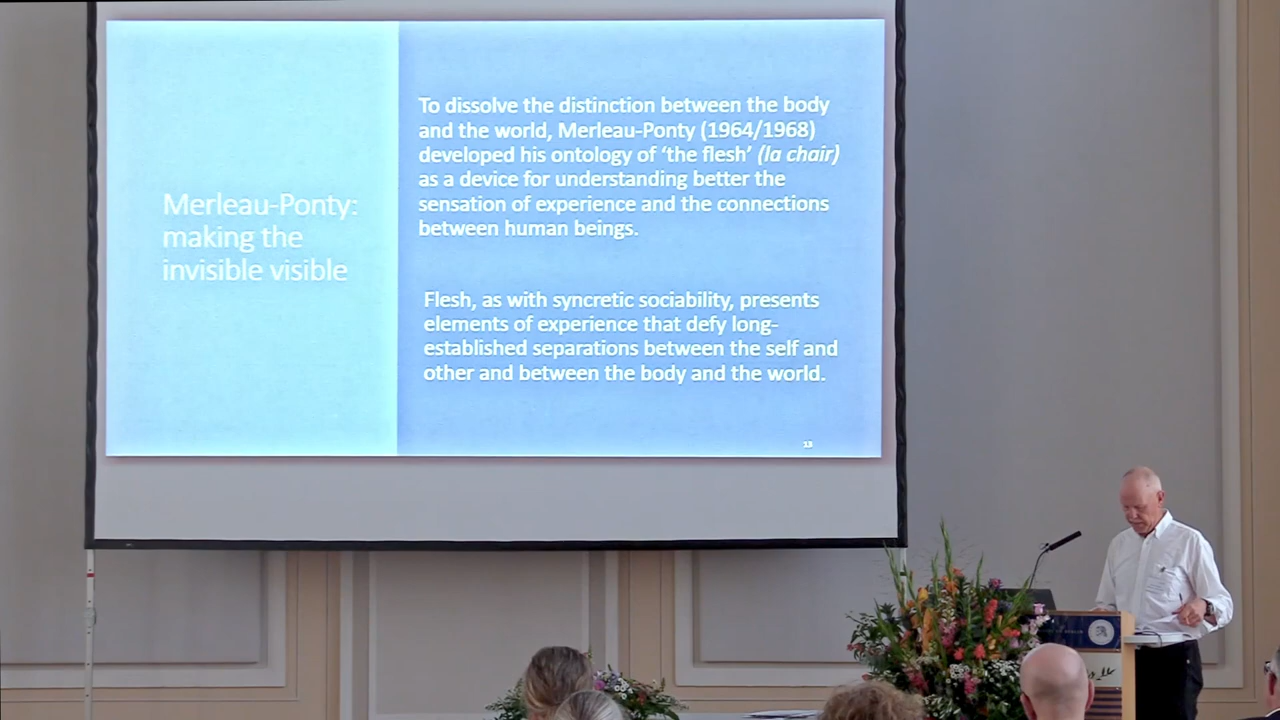 Merleau-Ponty:
making the
invisible visible
To dissolve the distinction between the body
and the world, Merleau-Ponty (1964/1968)
developed his ontology of ‘the flesh’ (la chair)
as a device for understanding better the
sensation of experience and the connections
between human beings.
Flesh, as with syncretic sociability, presents
elements of experience that defy long-
established separations between the self and
other and between the body and the world.
13